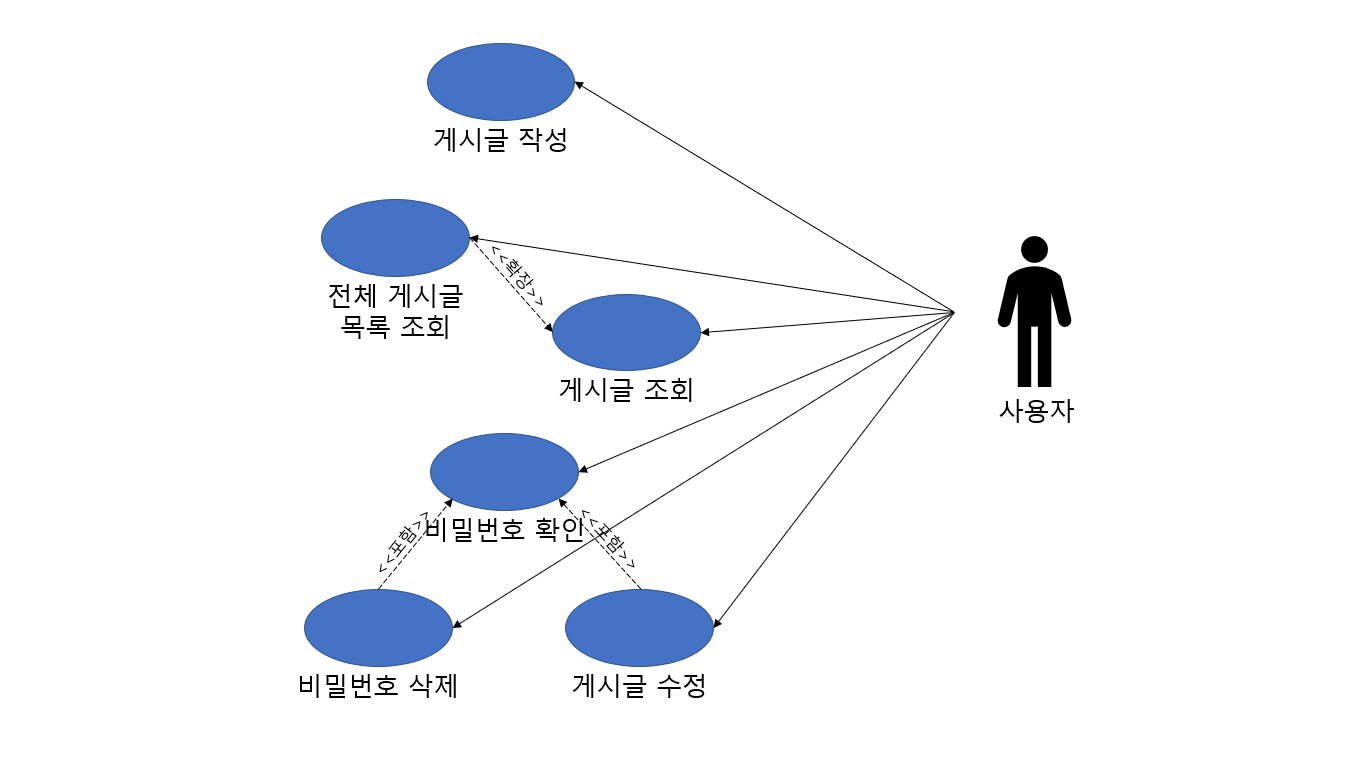 게시글 작성
전체 게시글
목록 조회
<<확장>>
게시글 조회
사용자
비밀번호 확인
<<포함>>
<<포함>>
비밀번호 삭제
게시글 수정